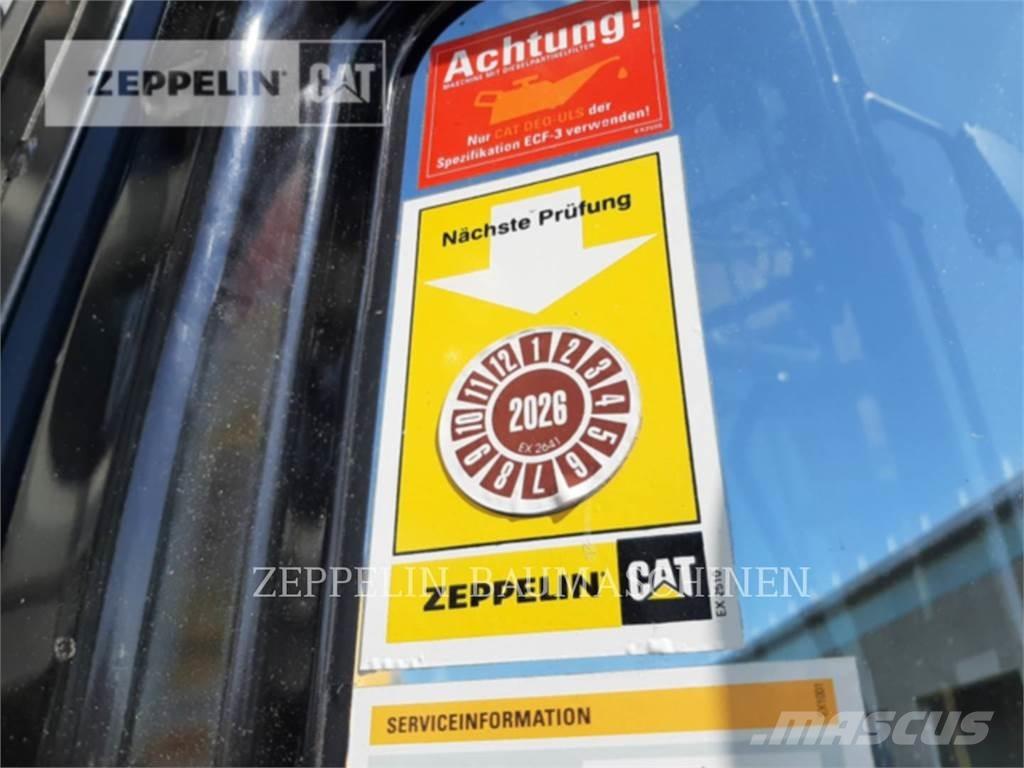 ZEPPELIN CAT
Achtung!
MASCHINE MIT DIESELPARTIKELFILTER
Nur CAT DEO-ULS der
Spezifikation ECF-3 verwenden!
Nächste Prüfung
1 2 3 4 5 6 7 8 9 10 11 12
2026
EX 2641
ZEPPELIN CAT
EX 2510
ZEPPELIN BAUMASCHINEN
SERVICEINFORMATION
MASCUS